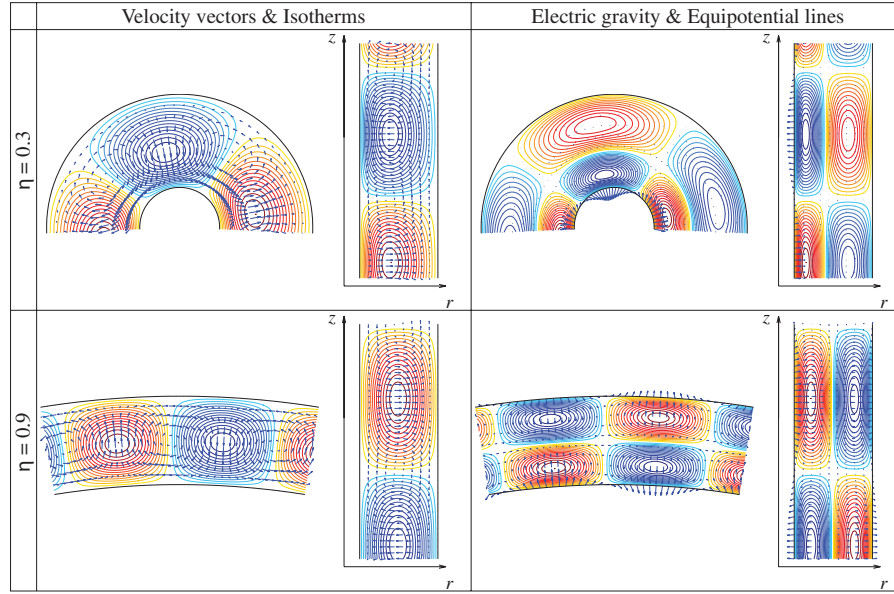 Velocity vectors & Isotherms
Electric gravity & Equipotential lines
η = 0.3
z
r
z
r
η = 0.9
z
r
z
r